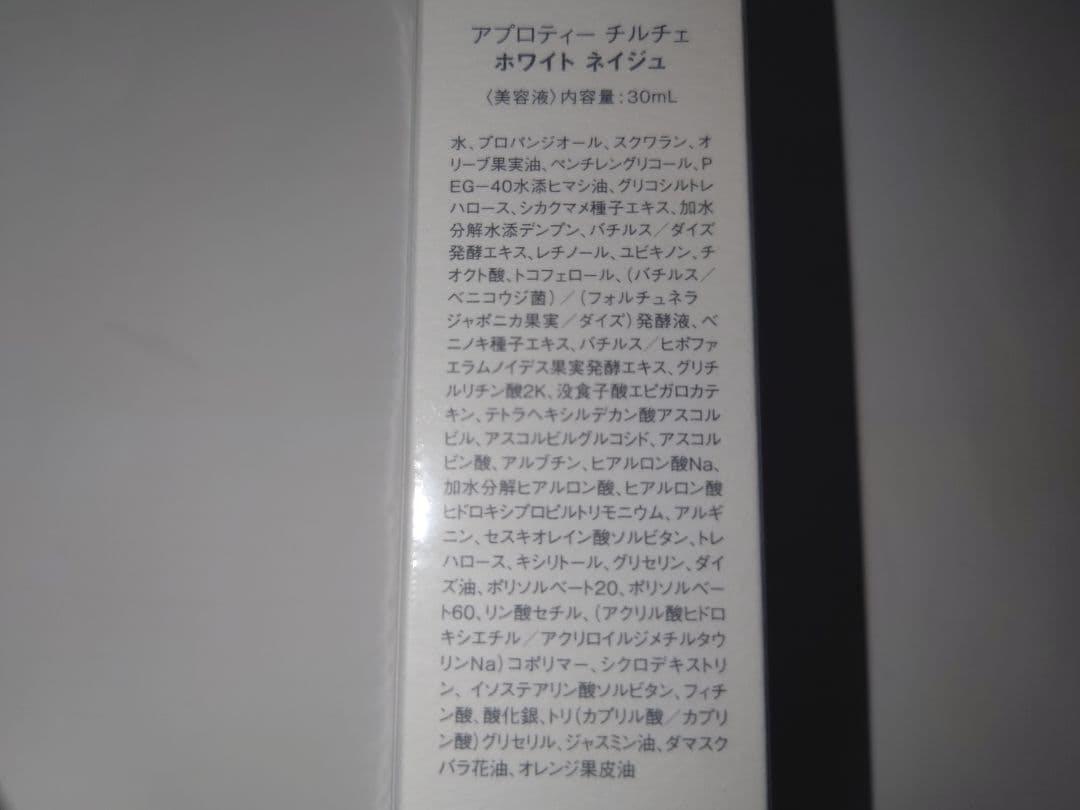 アプロティー チルチェ
ホワイト ネイジュ
〈美容液〉内容量：30mL
水、プロパンジオール、スクワラン、オ
リーブ果実油、ペンチレングリコール、P
EG－40水添ヒマシ油、グリコシルトレ
ハロース、シカクマメ種子エキス、加水
分解水添デンプン、バチルス／ダイズ
発酵エキス、レチノール、ユビキノン、チ
オクト酸、トコフェロール、（バチルス／
ベニコウジ菌）／（フォルチュネラ
ジャポニカ果実／ダイズ）発酵液、ベ
ニノキ種子エキス、バチルス／ヒポファ
エラムノイデス果実発酵エキス、グリチ
ルリチン酸2K、没食子酸エピガロカテ
キン、テトラヘキシルデカン酸アスコル
ビル、アスコルビルグルコシド、アスコル
ビン酸、アルブチン、ヒアルロン酸Na、
加水分解ヒアルロン酸、ヒアルロン酸
ヒドロキシプロピルトリモニウム、アルギ
ニン、セスキオレイン酸ソルビタン、トレ
ハロース、キシリトール、グリセリン、ダイ
ズ油、ポリソルベート20、ポリソルベー
ト60、リン酸セチル、（アクリル酸ヒドロ
キシエチル／アクリロイルジメチルタウ
リンNa）コポリマー、シクロデキストリ
ン、イソステアリン酸ソルビタン、フィチ
ン酸、酸化銀、トリ（カプリル酸／カプリ
ン酸）グリセリル、ジャスミン油、ダマスク
バラ花油、オレンジ果皮油